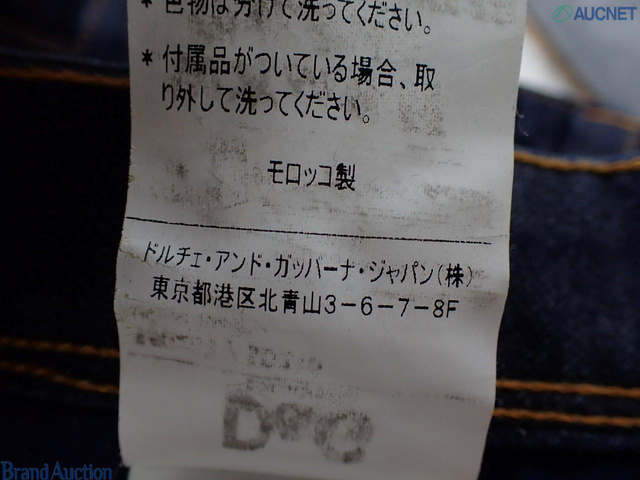 * 色物は分けて洗ってください。
AUCNET
* 付属品がついている場合、取
り外して洗ってください。
モロッコ製
ドルチェ・アンド・ガッバーナ・ジャパン(株)
東京都港区北青山3-6-7-8F
D&G
Brand Auction